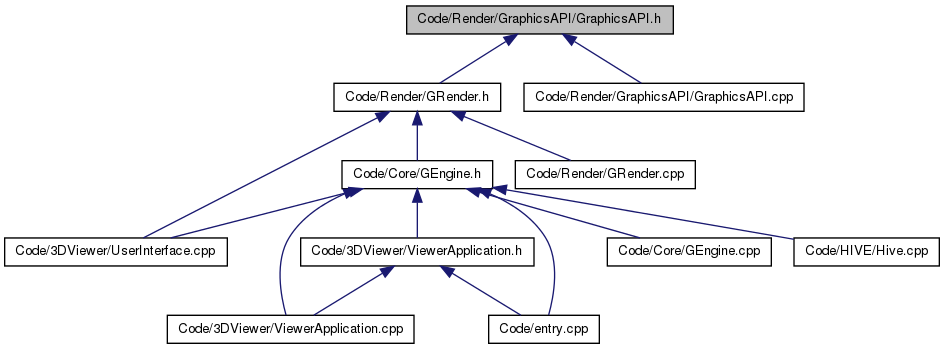 Code/Render/GraphicsAPI/GraphicsAPI.h
Code/Render/GRender.h
Code/Render/GraphicsAPI/GraphicsAPI.cpp
Code/Core/GEngine.h
Code/Render/GRender.cpp
Code/3DViewer/UserInterface.cpp
Code/3DViewer/ViewerApplication.h
Code/Core/GEngine.cpp
Code/HIVE/Hive.cpp
Code/3DViewer/ViewerApplication.cpp
Code/entry.cpp